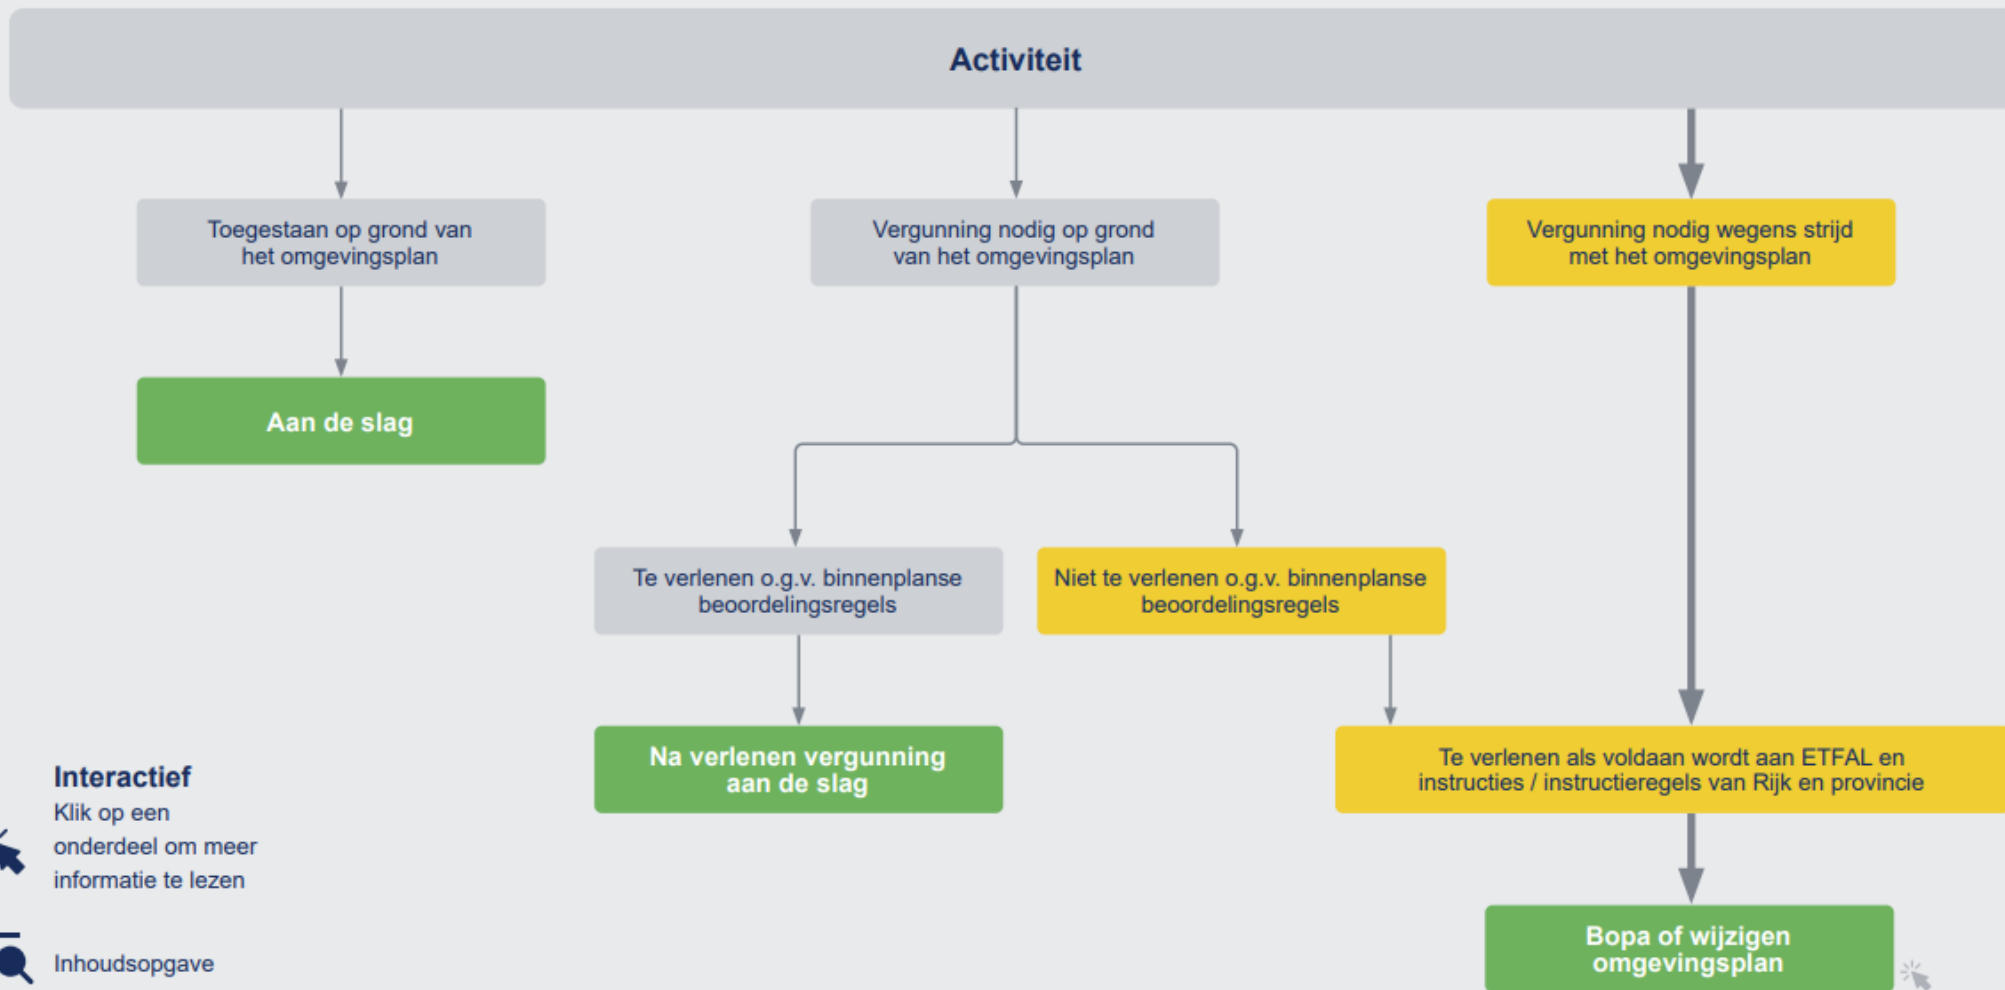 Activiteit
Toegestaan op grond van
het omgevingsplan
Vergunning nodig op grond
van het omgevingsplan
Vergunning nodig wegens strijd
met het omgevingsplan
Aan de slag
Te verlenen o.g.v. binnenplanse
beoordelingsregels
Niet te verlenen o.g.v. binnenplanse
beoordelingsregels
Na verlenen vergunning
aan de slag
Te verlenen als voldaan wordt aan ETFAL en
instructies / instructieregels van Rijk en provincie
Interactief
Klik op een
onderdeel om meer
informatie te lezen
Bopa of wijzigen
omgevingsplan
Inhoudsopgave